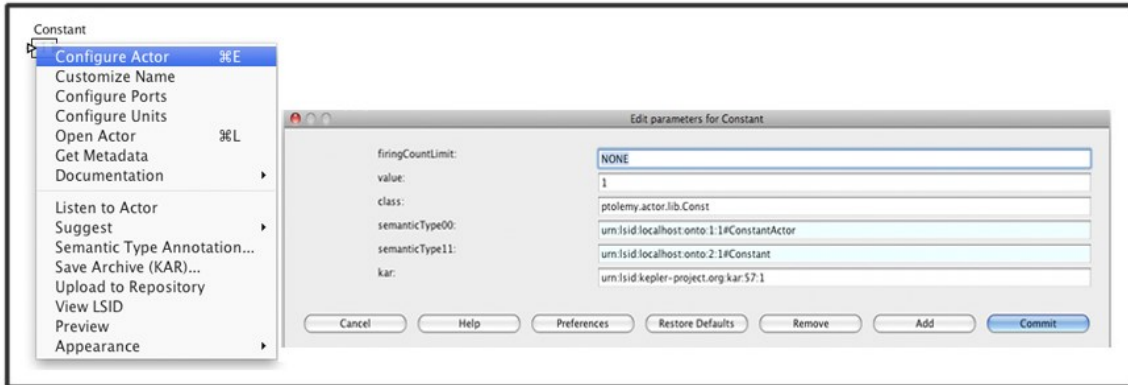 Constant
Configure Actor ⌘E
Customize Name
Configure Ports
Configure Units
Open Actor ⌘L
Get Metadata
Documentation
Listen to Actor
Suggest
Semantic Type Annotation...
Save Archive (KAR)...
Upload to Repository
View LSID
Preview
Appearance
Edit parameters for Constant
firingCountLimit: NONE
value: 1
class: ptolemy.actor.lib.Const
semanticType00: urn:lsid:localhost:onto:1:1#ConstantActor
semanticType11: urn:lsid:localhost:onto:2:1#Constant
kar: urn:lsid:kepler-project.org:kar:57:1
Cancel Help Preferences Restore Defaults Remove Add Commit